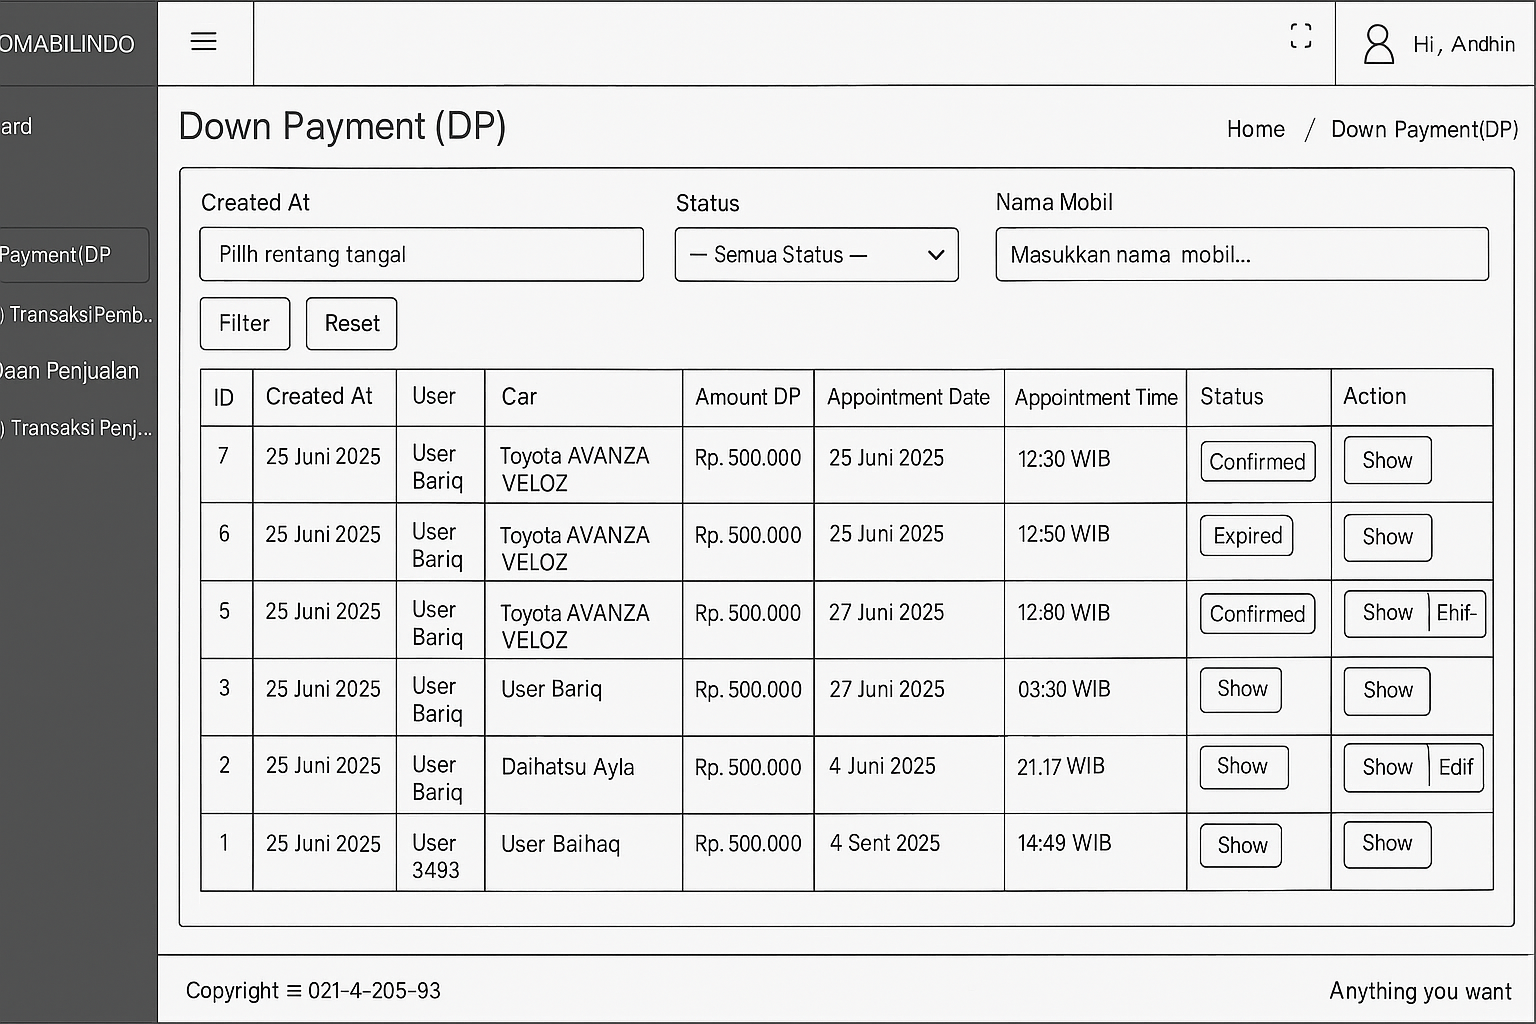 OMABILINDO
Hi, Andhin
ard
Payment(DP
) TransaksiPemb..
Daan Penjualan
) Transaksi Penj...
Down Payment (DP)
Home / Down Payment(DP)
Created At
Status
Nama Mobil
Pillh rentang tangal
— Semua Status —
Masukkan nama mobil...
Filter
Reset
ID Created At User Car Amount DP Appointment Date Appointment Time Status Action
7 25 Juni 2025 User Toyota AVANZA Rp. 500.000 25 Juni 2025 12:30 WIB Confirmed Show
Bariq VELOZ
6 25 Juni 2025 User Toyota AVANZA Rp. 500.000 25 Juni 2025 12:50 WIB Expired Show
Bariq VELOZ
5 25 Juni 2025 User Toyota AVANZA Rp. 500.000 27 Juni 2025 12:80 WIB Confirmed Show Ehif-
Bariq VELOZ
3 25 Juni 2025 User User Bariq Rp. 500.000 27 Juni 2025 03:30 WIB Show Show
Bariq
2 25 Juni 2025 User Daihatsu Ayla Rp. 500.000 4 Juni 2025 21.17 WIB Show Show Edif
Bariq
1 25 Juni 2025 User User Baihaq Rp. 500.000 4 Sent 2025 14:49 WIB Show Show
3493
Copyright ≡ 021-4-205-93
Anything you want